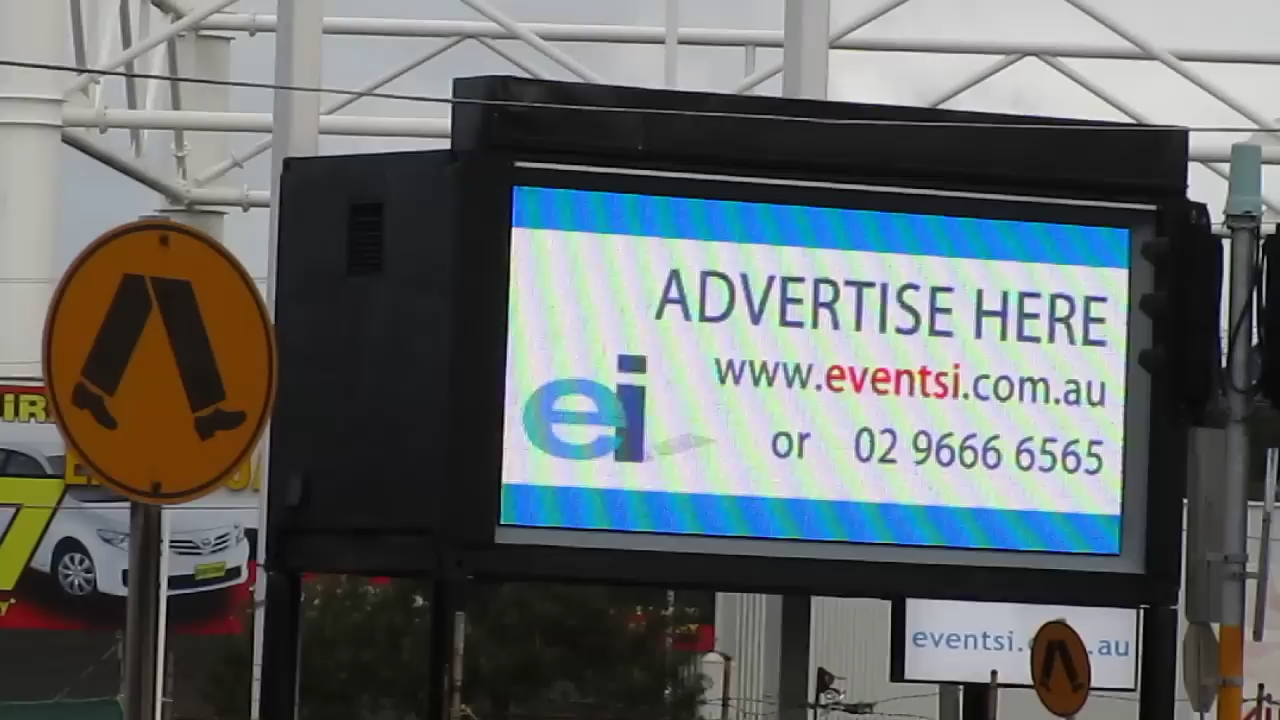 ADVERTISE HERE
www.eventsi.com.au
ei
or 02 9666 6565
eventsi. .au